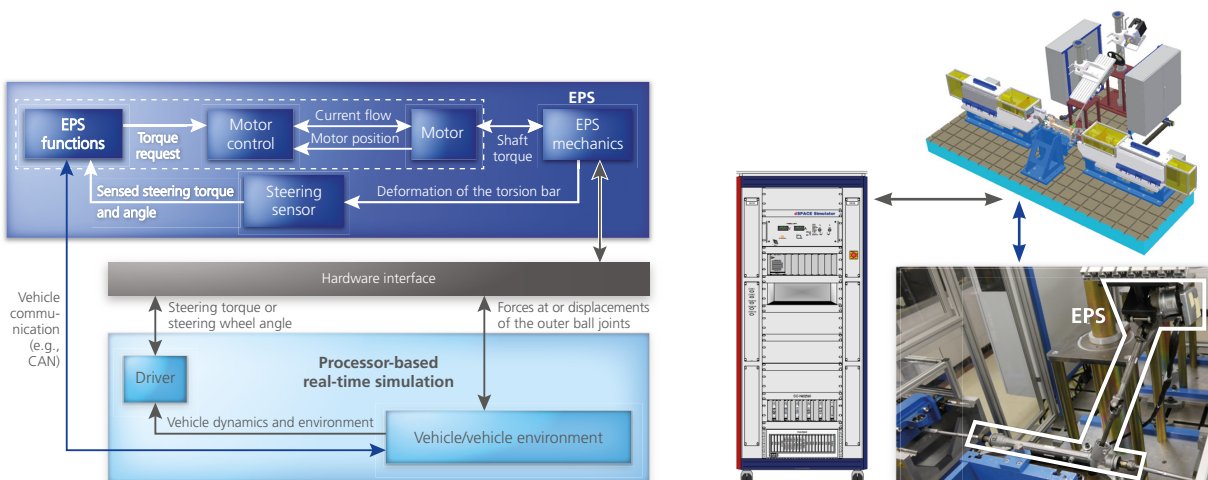 EPS
EPS
functions
Torque
request
Motor
control
Current flow
Motor position
Motor
Shaft
torque
EPS
mechanics
Sensed steering torque
and angle
Steering
sensor
Deformation of the torsion bar
Hardware interface
Vehicle
commu-
nication
(e.g.,
CAN)
Steering torque or
steering wheel angle
Forces at or displacements
of the outer ball joints
Processor-based
real-time simulation
Driver
Vehicle dynamics and environment
Vehicle/vehicle environment
dSPACE Simulator
EPS